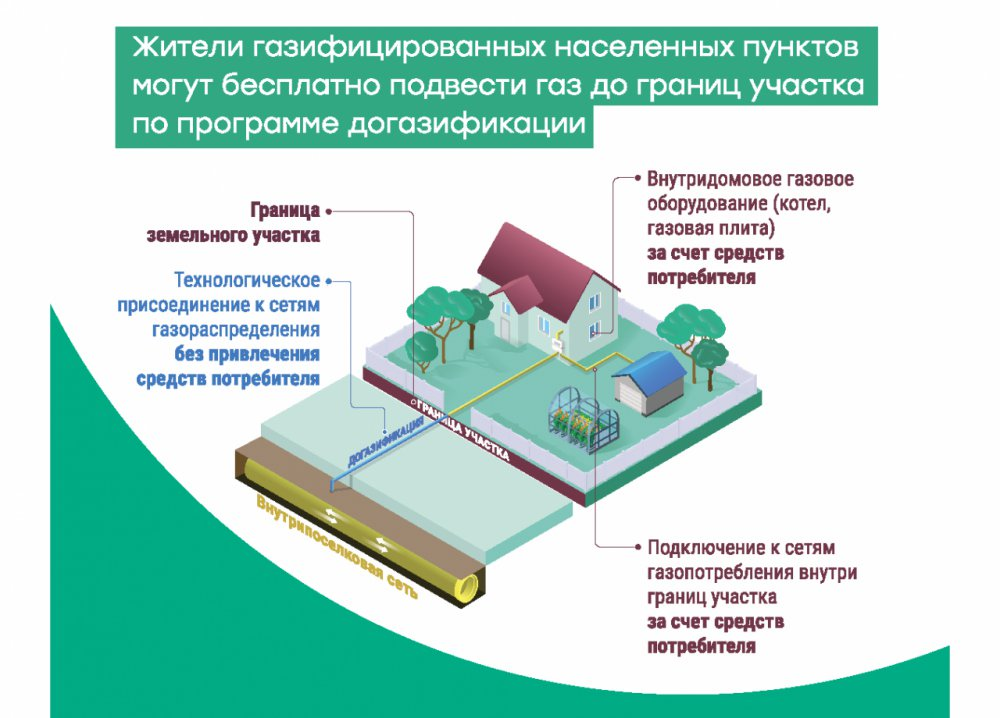 Жители газифицированных населенных пунктов
могут бесплатно подвести газ до границ участка
по программе догазификации
Граница
земельного участка
Технологическое
присоединение к сетям
газораспределения
без привлечения
средств потребителя
Внутридомовое газовое
оборудование (котел,
газовая плита)
за счет средств
потребителя
ГРАНИЦА УЧАСТКА
ДОГАЗИФИКАЦИЯ
Внутрипоселковая сеть
Подключение к сетям
газопотребления внутри
границ участка
за счет средств
потребителя